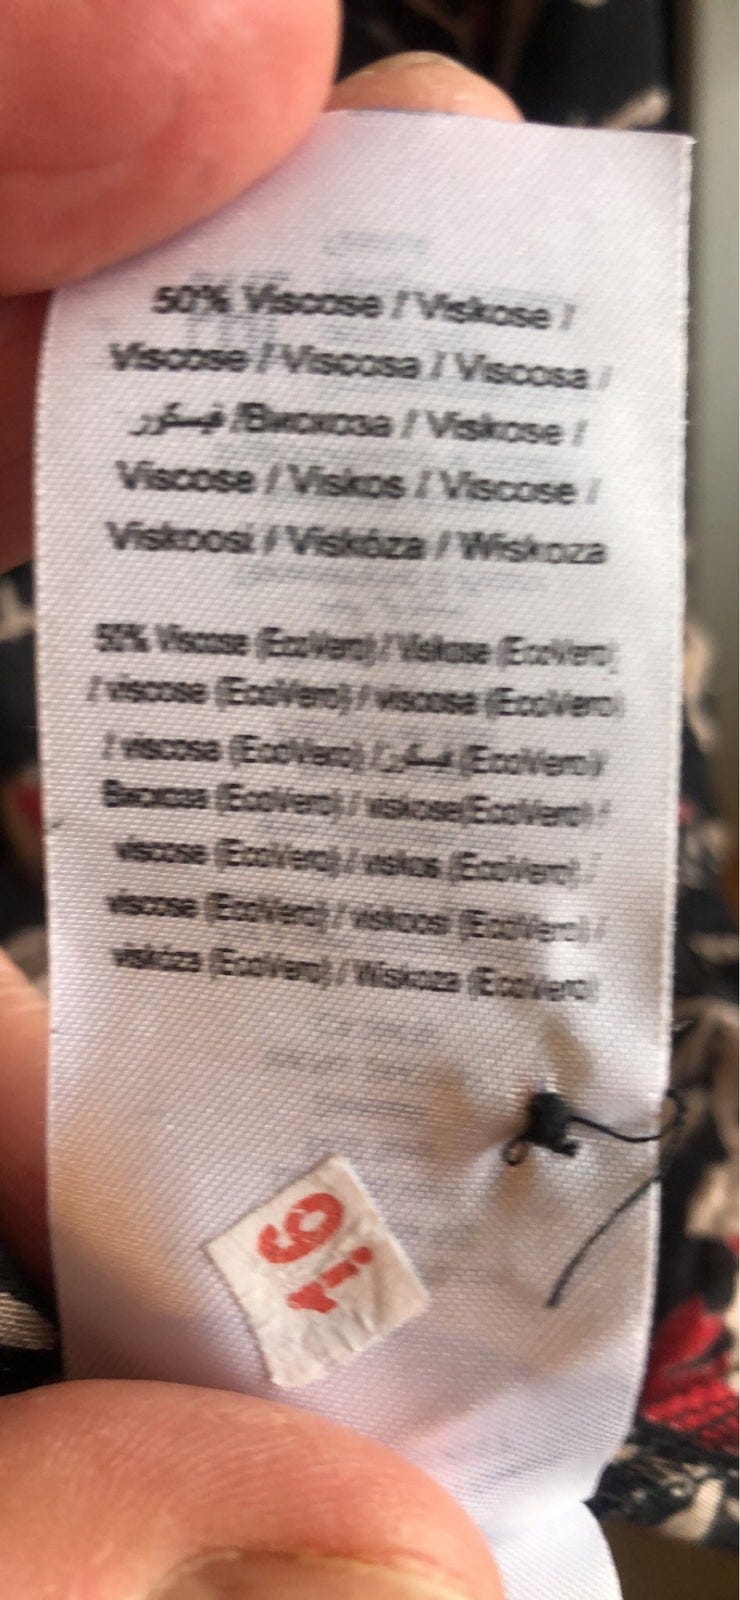 50% Viscose / Viskose /
Viscose / Viscosa / Viscosa /
فيسكوز /Вискоза / Viskose /
Viscose / Viskos / Viscose /
Viskoosi / Viskóza / Wiskoza
50% Viscose (EcoVero) / Viskose (EcoVero)
/ viscose (EcoVero) / viscosa (EcoVero)
/ viscosa (EcoVero) /فيسكوز (EcoVero)/
Вискоза (EcoVero) / viskose(EcoVero) /
viscose (EcoVero) / viskos (EcoVero) /
viscose (EcoVero) / viskoosi (EcoVero) /
viskóza (EcoVero) / Wiskoza (EcoVero)